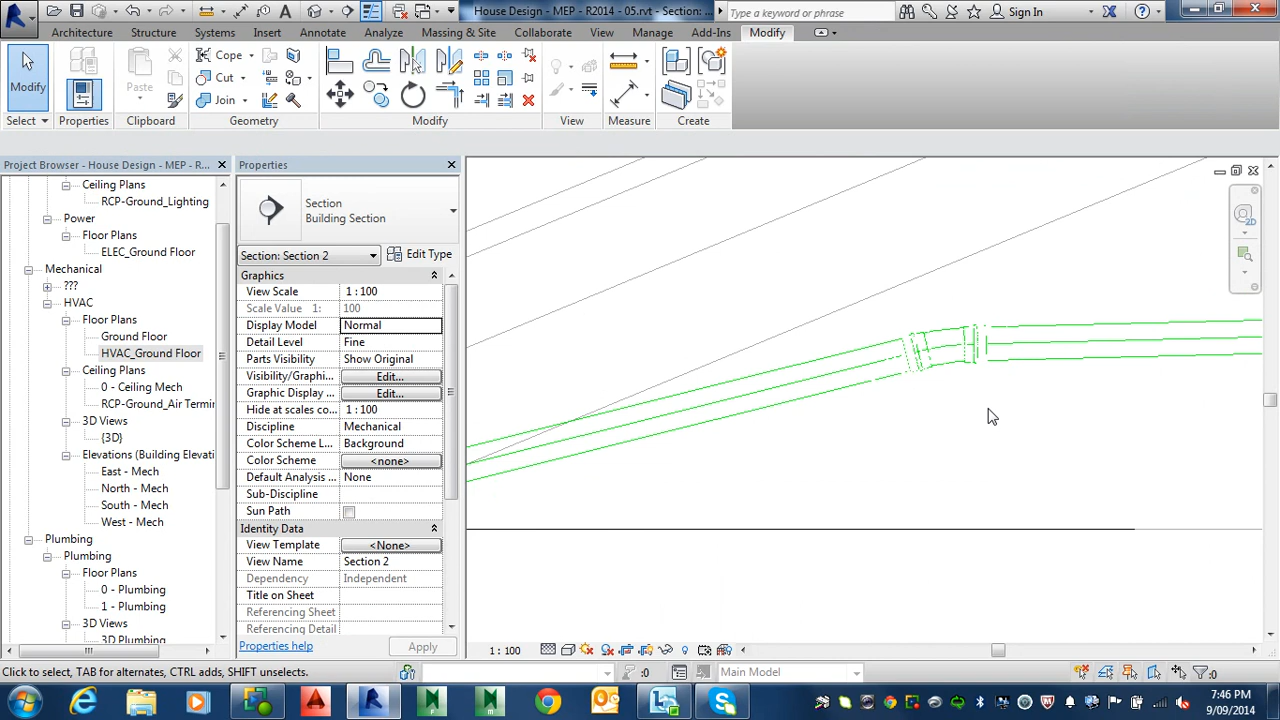 House Design - MEP - R2014 - 05.rvt - Section: Type a keyword or phrase Sign In
Architecture Structure Systems Insert Annotate Analyze Massing & Site Collaborate View Manage Add-Ins Modify
Modify Paste Cope Cut Join
Select Properties Clipboard Geometry Modify View Measure Create
Project Browser - House Design - MEP - R...
Ceiling Plans
RCP-Ground_Lighting
Power
Floor Plans
ELEC_Ground Floor
Mechanical
???
HVAC
Floor Plans
Ground Floor
HVAC_Ground Floor
Ceiling Plans
0 - Ceiling Mech
RCP-Ground_Air Termin
3D Views
{3D}
Elevations (Building Elevati
East - Mech
North - Mech
South - Mech
West - Mech
Plumbing
Plumbing
Floor Plans
0 - Plumbing
1 - Plumbing
3D Views
3D Plumbing
Properties
Section
Building Section
Section: Section 2 Edit Type
Graphics
View Scale 1 : 100
Scale Value 1: 100
Display Model Normal
Detail Level Fine
Parts Visibility Show Original
Visibility/Graphi... Edit...
Graphic Display ... Edit...
Hide at scales co... 1 : 100
Discipline Mechanical
Color Scheme L... Background
Color Scheme <none>
Default Analysis ... None
Sub-Discipline
Sun Path
Identity Data
View Template <None>
View Name Section 2
Dependency Independent
Title on Sheet
Referencing Sheet
Referencing Detail
Properties help Apply
2D
1 : 100
Click to select, TAB for alternates, CTRL adds, SHIFT unselects. :0 Main Model :0
7:46 PM
9/09/2014